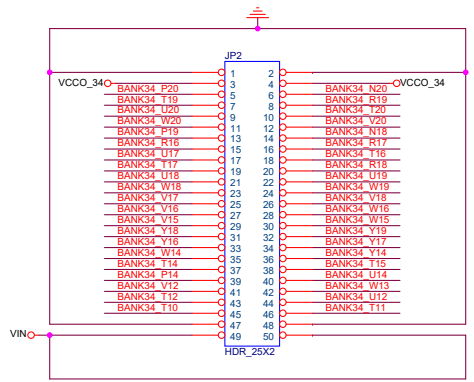 JP2
1 2
VCCO_34 3 4 VCCO_34
BANK34_P20 5 6 BANK34_N20
BANK34_T19 7 8 BANK34_R19
BANK34_U20 9 10 BANK34_T20
BANK34_W20 11 12 BANK34_V20
BANK34_P19 13 14 BANK34_N18
BANK34_R16 15 16 BANK34_R17
BANK34_U17 17 18 BANK34_T16
BANK34_T17 19 20 BANK34_R18
BANK34_U18 21 22 BANK34_U19
BANK34_W18 23 24 BANK34_W19
BANK34_V17 25 26 BANK34_V18
BANK34_V16 27 28 BANK34_W16
BANK34_V15 29 30 BANK34_W15
BANK34_Y18 31 32 BANK34_Y19
BANK34_Y16 33 34 BANK34_Y17
BANK34_W14 35 36 BANK34_Y14
BANK34_T14 37 38 BANK34_T15
BANK34_P14 39 40 BANK34_U14
BANK34_V12 41 42 BANK34_W13
BANK34_T12 43 44 BANK34_U12
BANK34_T10 45 46 BANK34_T11
47 48
VIN 49 50
HDR_25X2